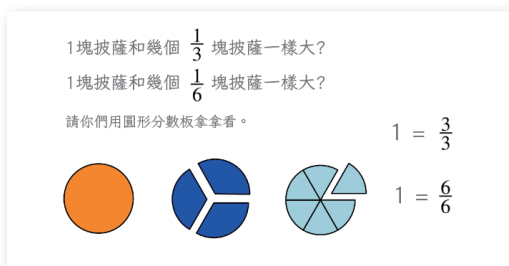 1塊披薩和幾個 1/3 塊披薩一樣大?
1塊披薩和幾個 1/6 塊披薩一樣大?
請你們用圓形分數板拿拿看。
1 = 3/3
1 = 6/6